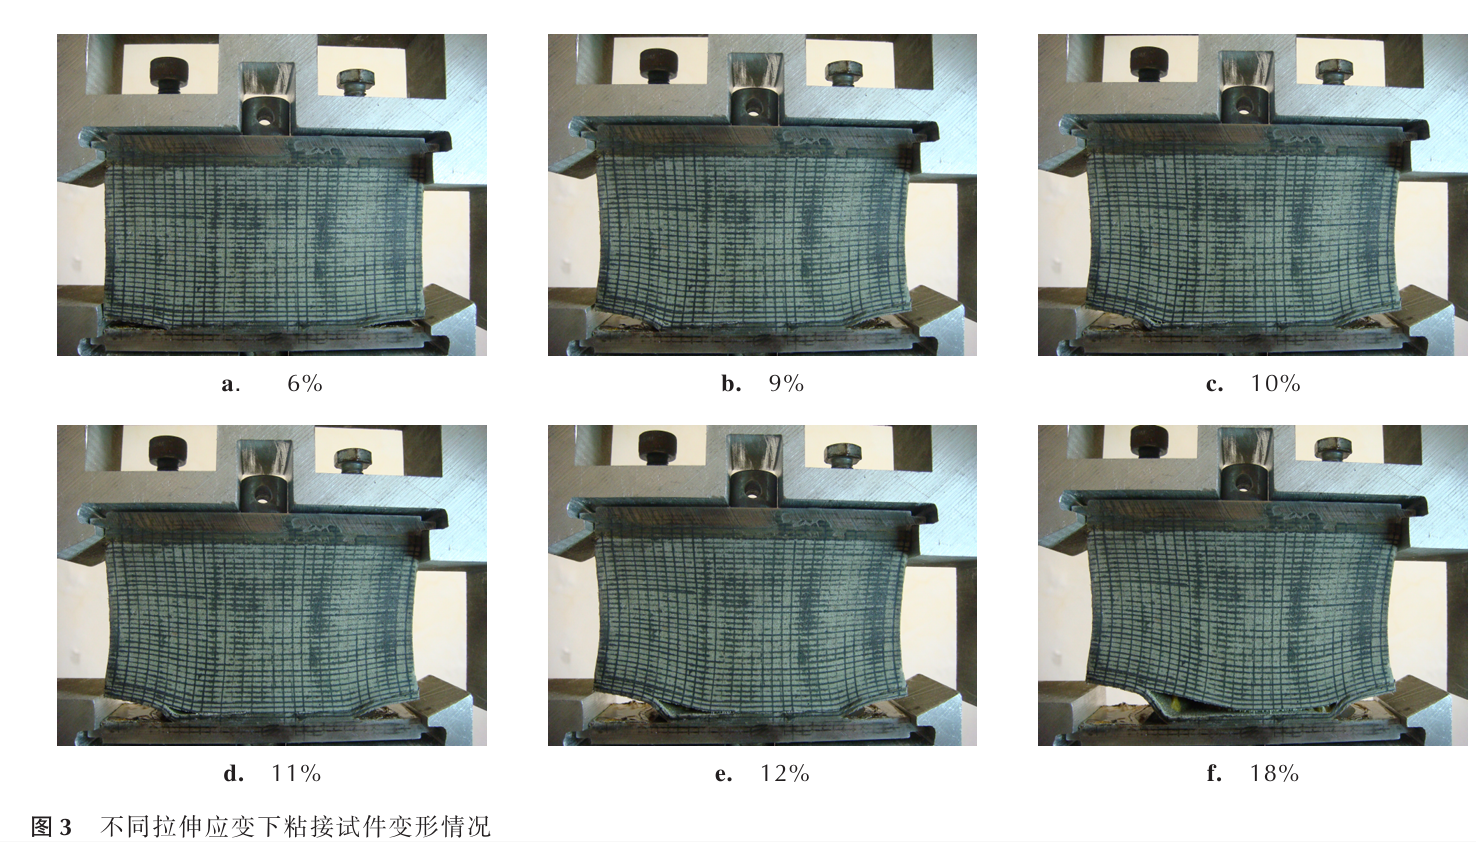 a. 6%
b. 9%
c. 10%
d. 11%
e. 12%
f. 18%
图 3 不同拉伸应变下粘接试件变形情况